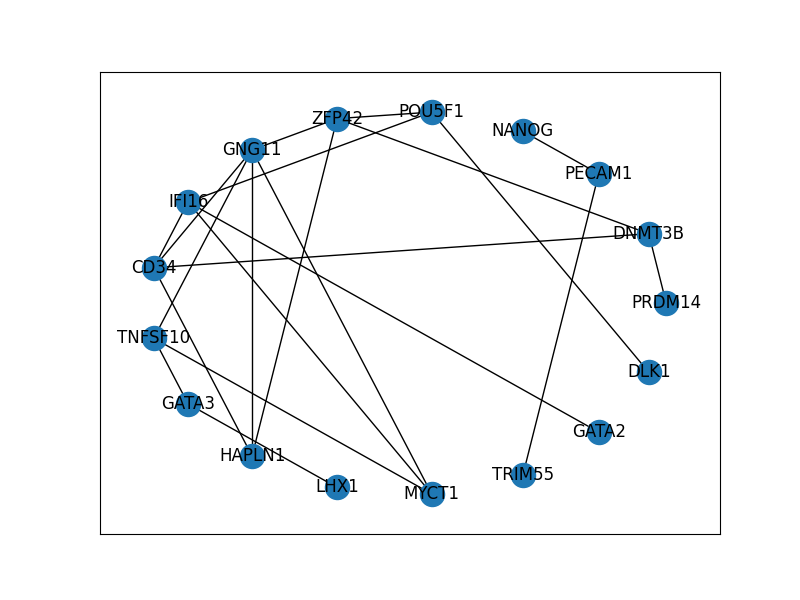 POU5F1
ZFP42
NANOG
GNG11
PECAM1
IFI16
DNMT3B
CD34
PRDM14
TNFSF10
DLK1
GATA3
GATA2
HAPLN1
TRIM55
LHX1
MYCT1